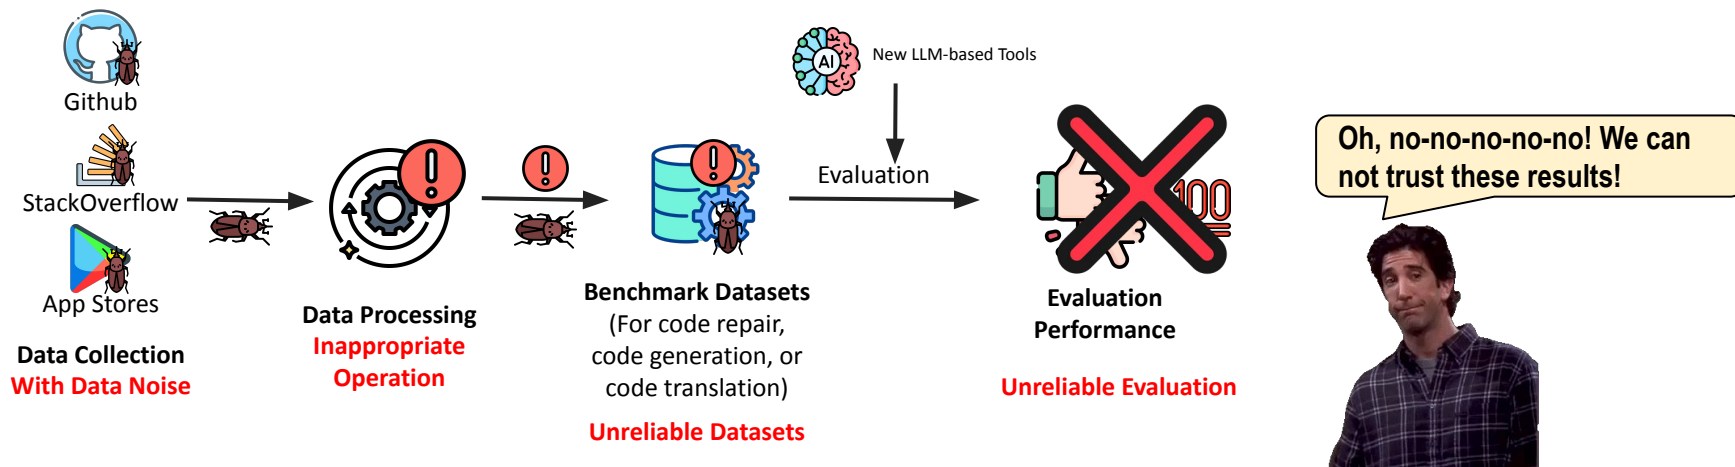 Github
StackOverflow
App Stores
Data Collection
With Data Noise
Data Processing
Inappropriate
Operation
Benchmark Datasets
(For code repair,
code generation, or
code translation)
Unreliable Datasets
AI
New LLM-based Tools
Evaluation
100
Evaluation
Performance
Unreliable Evaluation
Oh, no-no-no-no-no! We can
not trust these results!